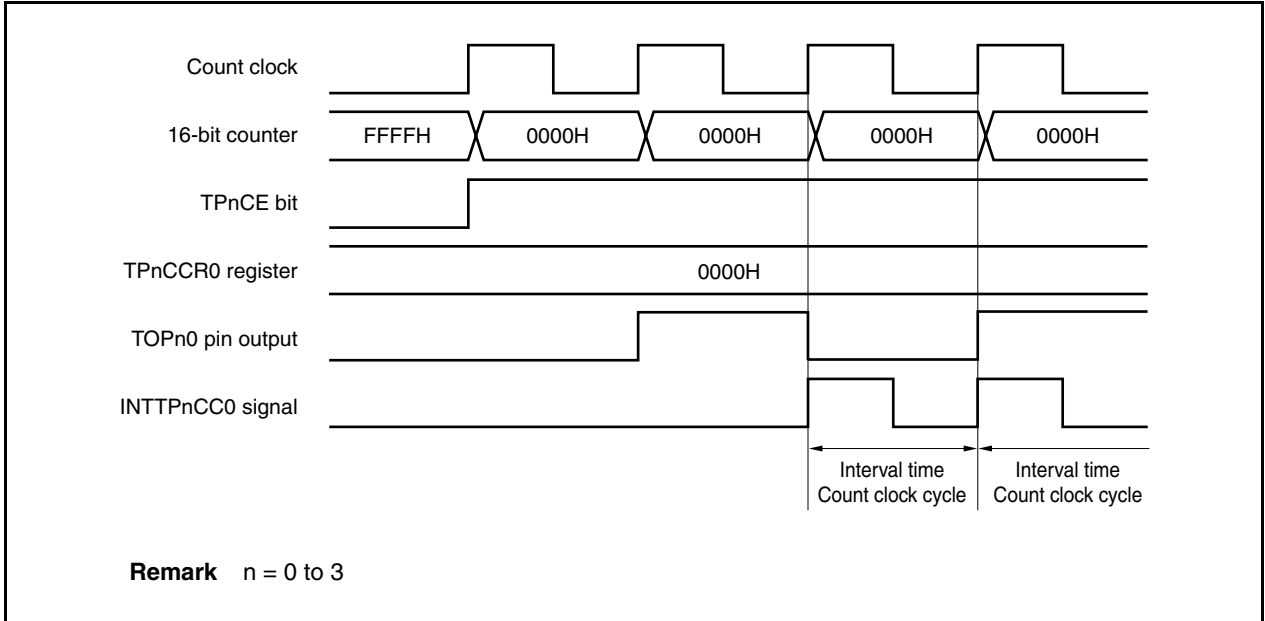 Count clock
16-bit counter FFFFH 0000H 0000H 0000H 0000H
TPnCE bit
TPnCCR0 register 0000H
TOPn0 pin output
INTTPnCC0 signal
Interval time Interval time
Count clock cycle Count clock cycle
Remark n = 0 to 3